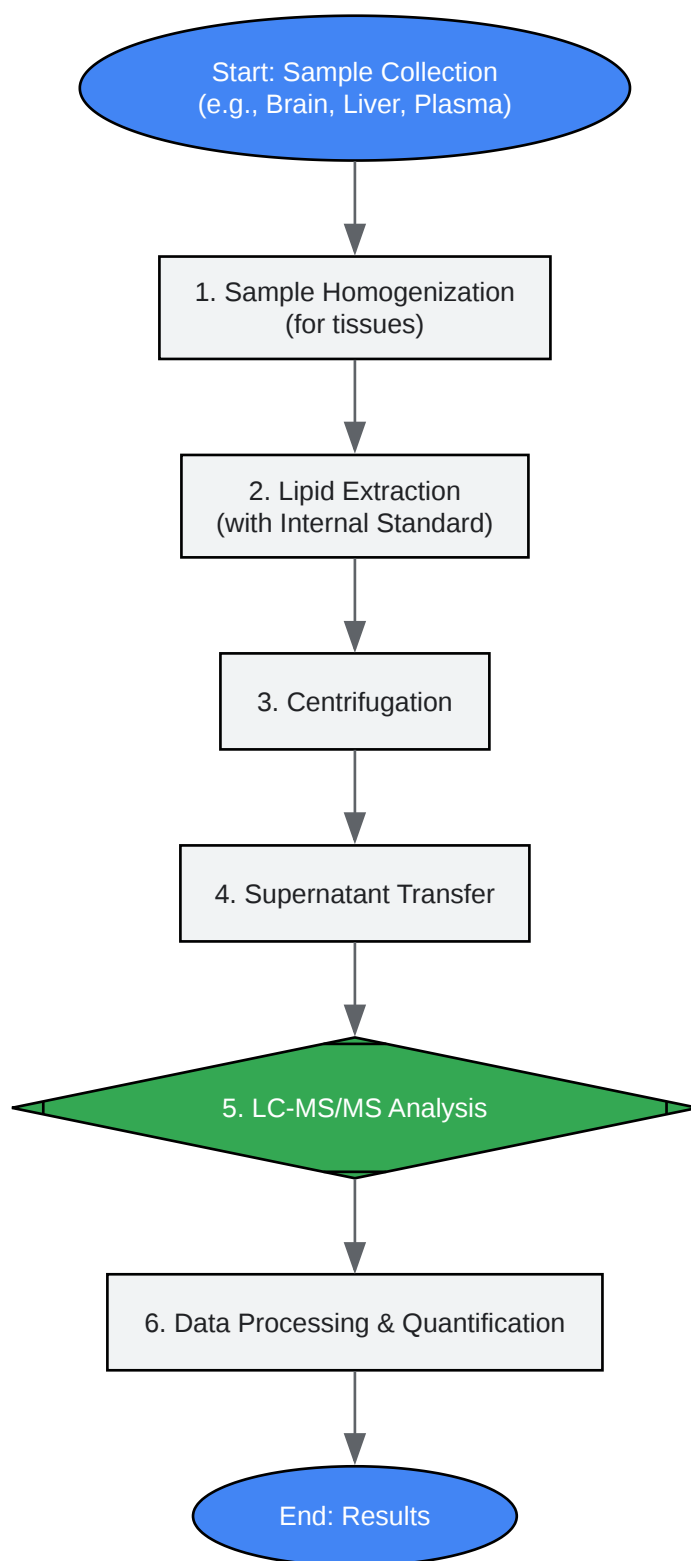 Start: Sample Collection
(e.g., Brain, Liver, Plasma)
1. Sample Homogenization
(for tissues)
2. Lipid Extraction
(with Internal Standard)
3. Centrifugation
4. Supernatant Transfer
5. LC-MS/MS Analysis
6. Data Processing & Quantification
End: Results